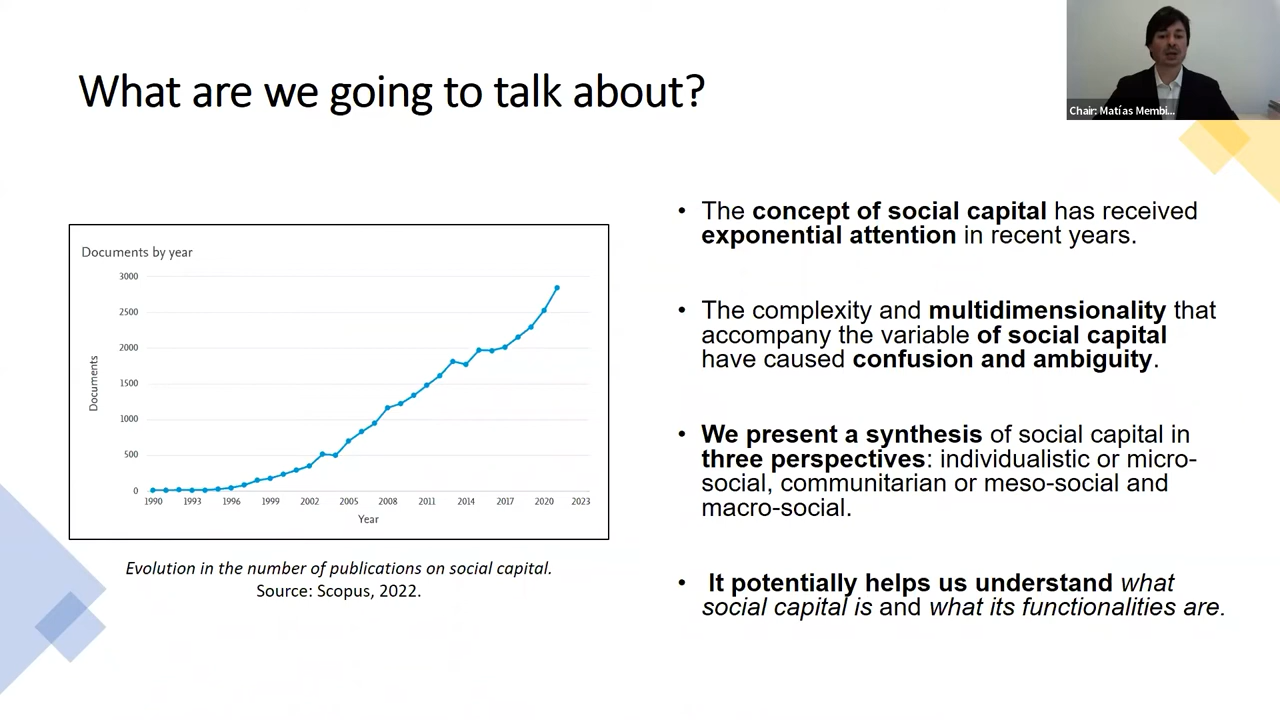 What are we going to talk about?
Chair: Matías Membi...
Documents by year
3000
2500
2000
1500
1000
500
0
Documents
1990 1993 1996 1999 2002 2005 2008 2011 2014 2017 2020 2023
Year
Evolution in the number of publications on social capital.
Source: Scopus, 2022.
• The concept of social capital has received
exponential attention in recent years.
• The complexity and multidimensionality that
accompany the variable of social capital
have caused confusion and ambiguity.
• We present a synthesis of social capital in
three perspectives: individualistic or micro-
social, communitarian or meso-social and
macro-social.
• It potentially helps us understand what
social capital is and what its functionalities are.